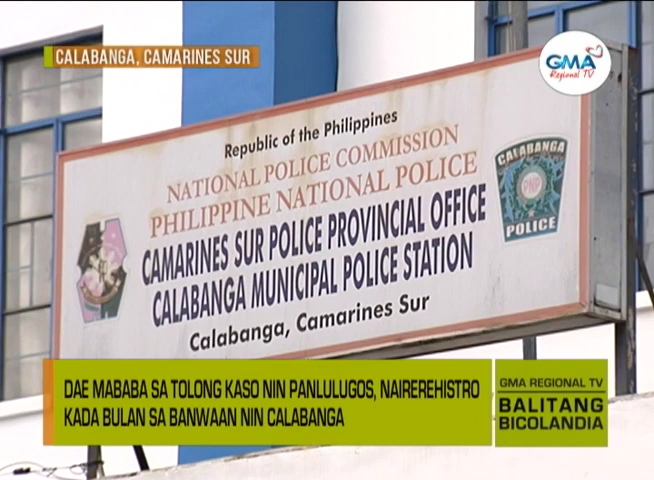 CALABANGA, CAMARINES SUR
GMA
Regional TV
Republic of the Philippines
NATIONAL POLICE COMMISSION
PHILIPPINE NATIONAL POLICE
CAMARINES SUR POLICE PROVINCIAL OFFICE
CALABANGA MUNICIPAL POLICE STATION
Calabanga, Camarines Sur
CALABANGA
PNP
POLICE
DAE MABABA SA TOLONG KASO NIN PANLULUGOS, NAIREREHISTRO
KADA BULAN SA BANWAAN NIN CALABANGA
GMA REGIONAL TV
BALITANG
BICOLANDIA